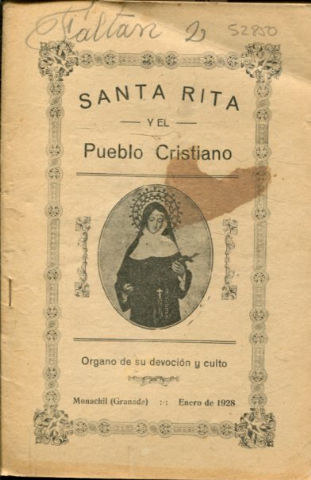 Faltan 2
52850
SANTA RITA
— Y EL —
Pueblo Cristiano
Organo de su devoción y culto
Monachil (Granada) :: Enero de 1928